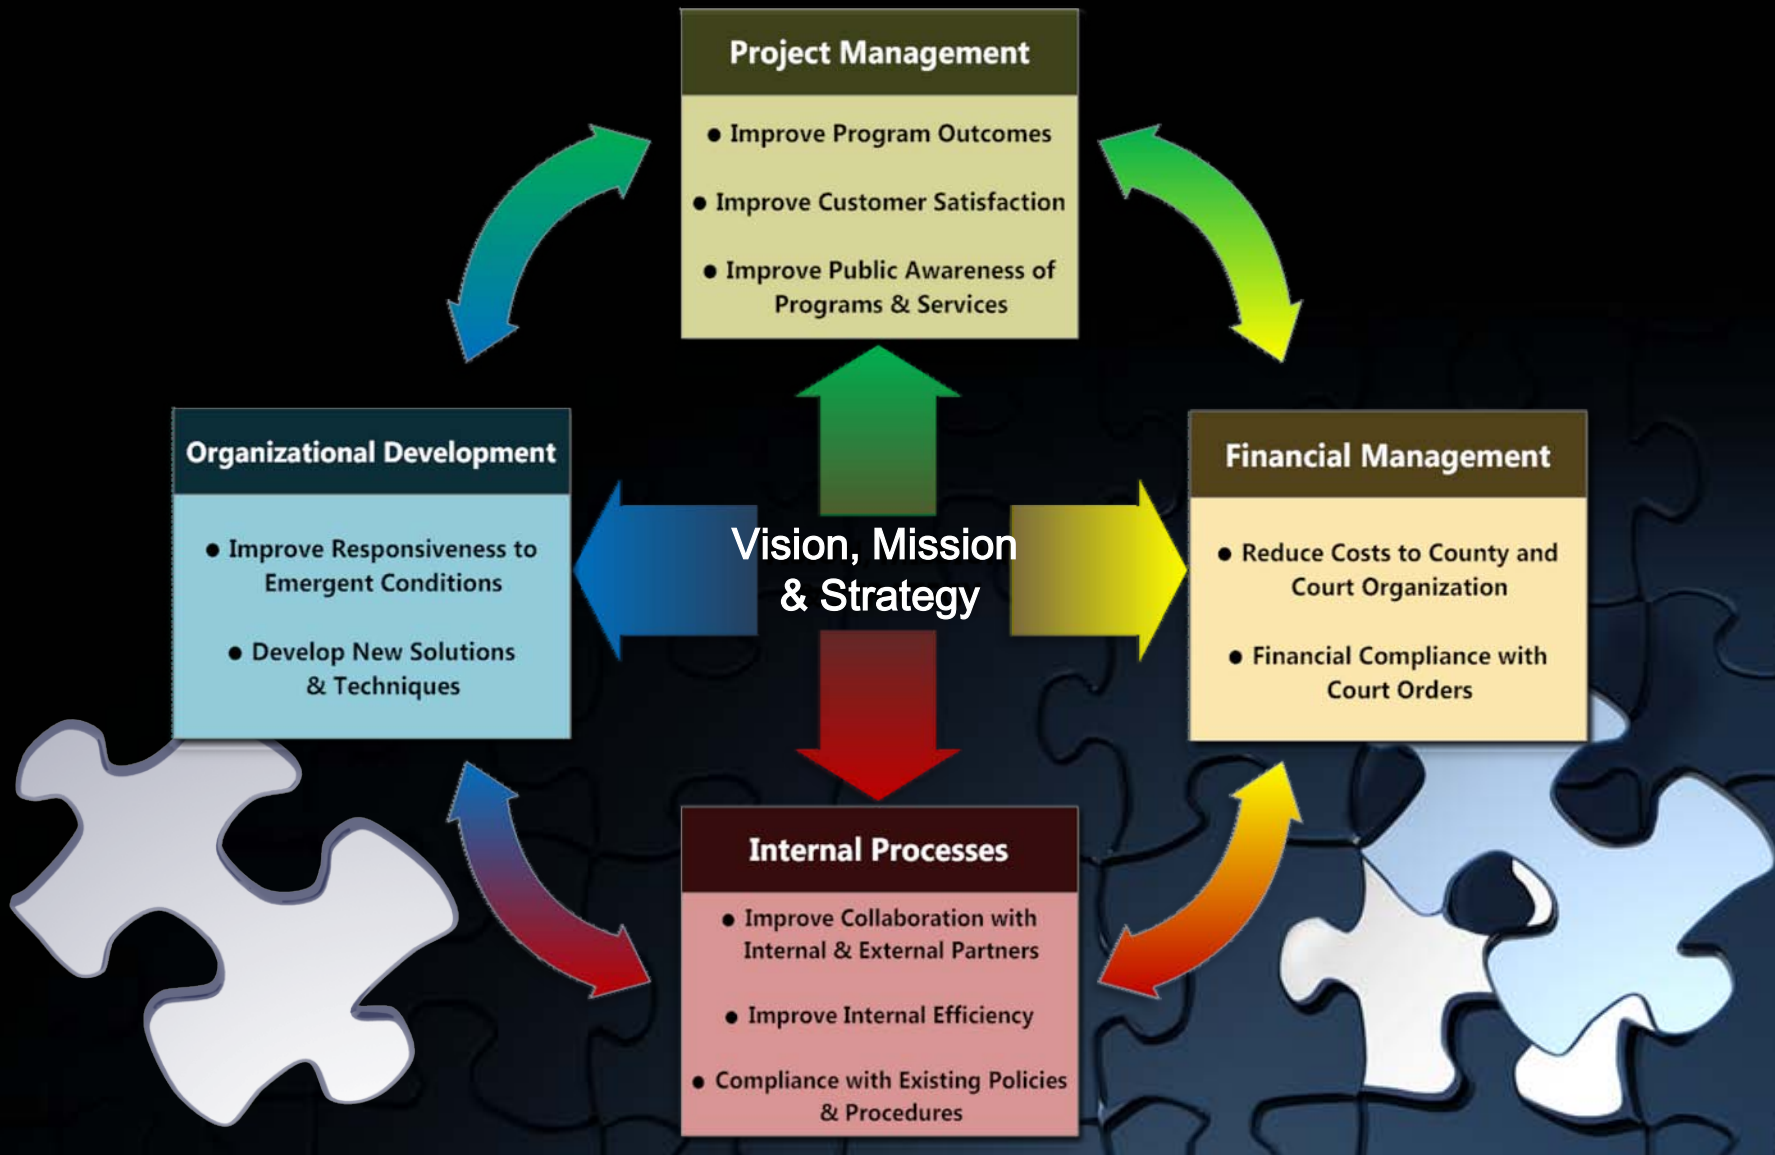 Project Management
● Improve Program Outcomes
● Improve Customer Satisfaction
● Improve Public Awareness of
Programs & Services
Organizational Development
● Improve Responsiveness to
Emergent Conditions
● Develop New Solutions
& Techniques
Vision, Mission
& Strategy
Financial Management
● Reduce Costs to County and
Court Organization
● Financial Compliance with
Court Orders
Internal Processes
● Improve Collaboration with
Internal & External Partners
● Improve Internal Efficiency
● Compliance with Existing Policies
& Procedures